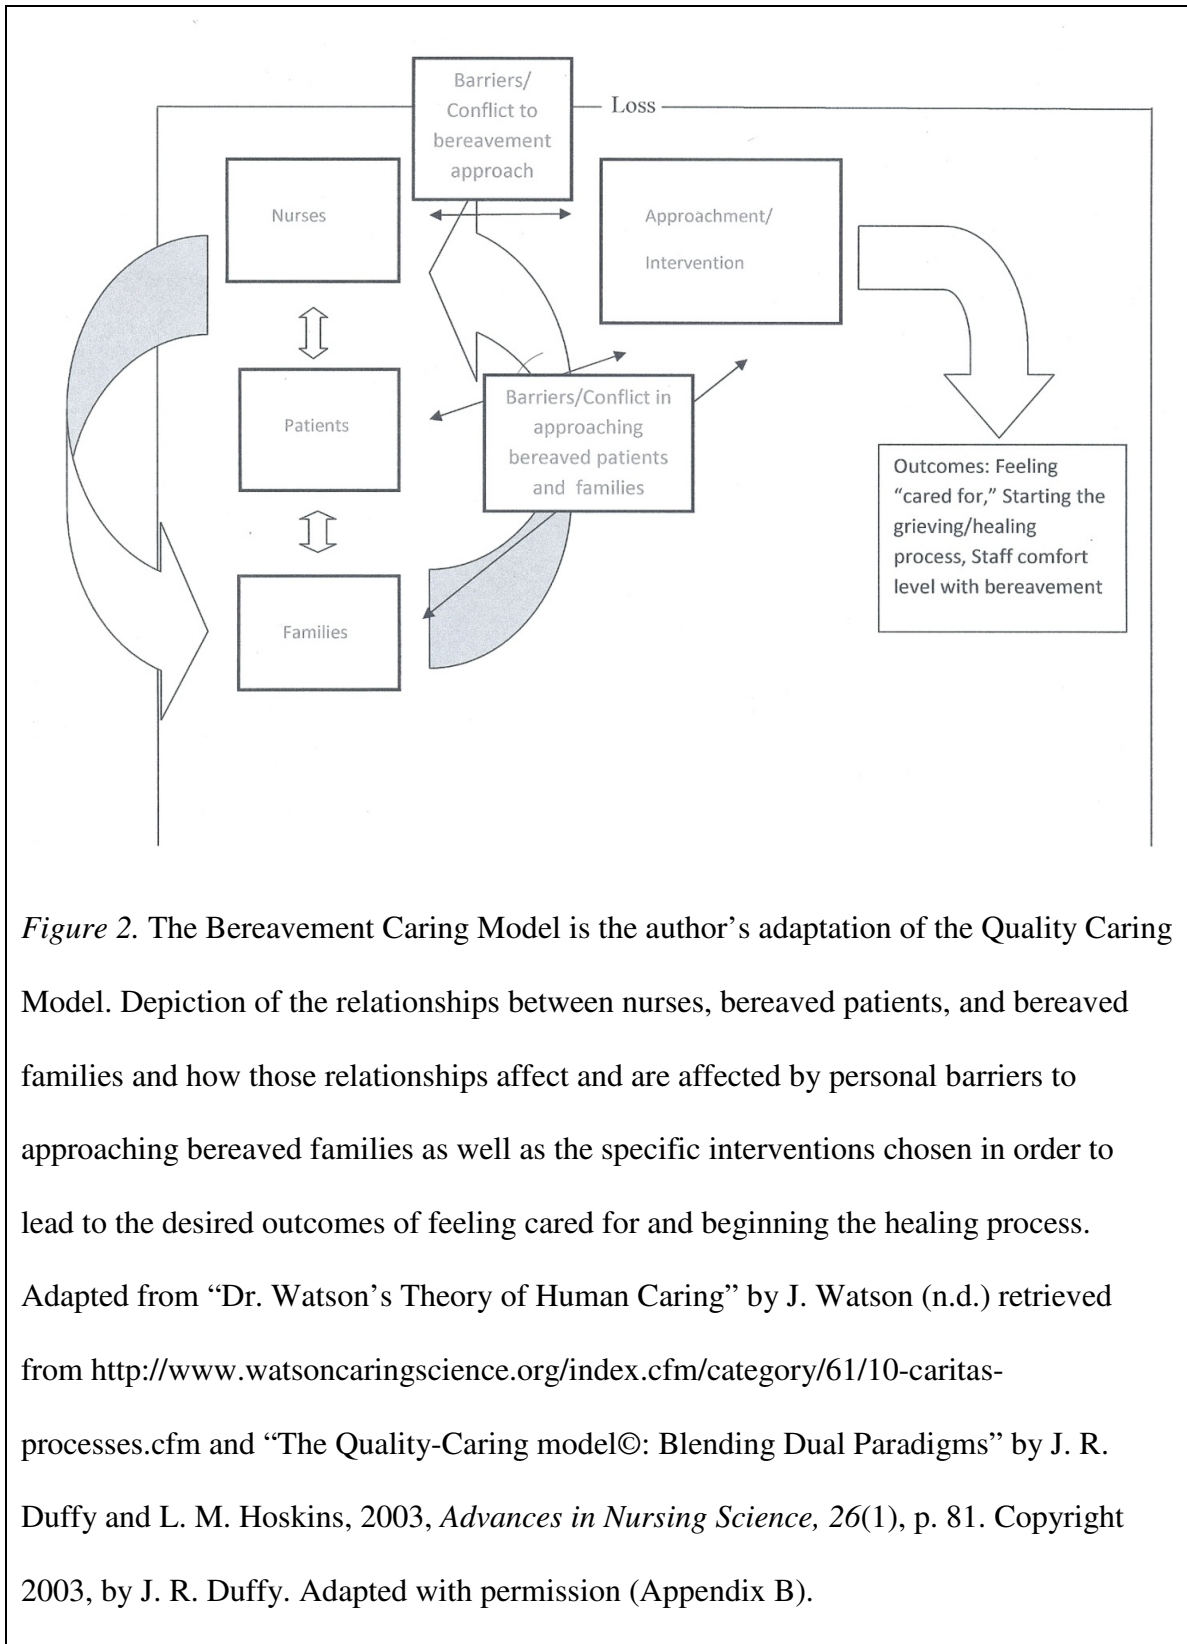 Barriers/
Conflict to
bereavement
approach
Loss
Nurses
Approachment/
Intervention
Patients
Barriers/Conflict in
approaching
bereaved patients
and families
Outcomes: Feeling
“cared for,” Starting the
grieving/healing
process, Staff comfort
level with bereavement
Families
Figure 2. The Bereavement Caring Model is the author’s adaptation of the Quality Caring
Model. Depiction of the relationships between nurses, bereaved patients, and bereaved
families and how those relationships affect and are affected by personal barriers to
approaching bereaved families as well as the specific interventions chosen in order to
lead to the desired outcomes of feeling cared for and beginning the healing process.
Adapted from “Dr. Watson’s Theory of Human Caring” by J. Watson (n.d.) retrieved
from http://www.watsoncaringscience.org/index.cfm/category/61/10-caritas-
processes.cfm and “The Quality-Caring model©: Blending Dual Paradigms” by J. R.
Duffy and L. M. Hoskins, 2003, Advances in Nursing Science, 26(1), p. 81. Copyright
2003, by J. R. Duffy. Adapted with permission (Appendix B).